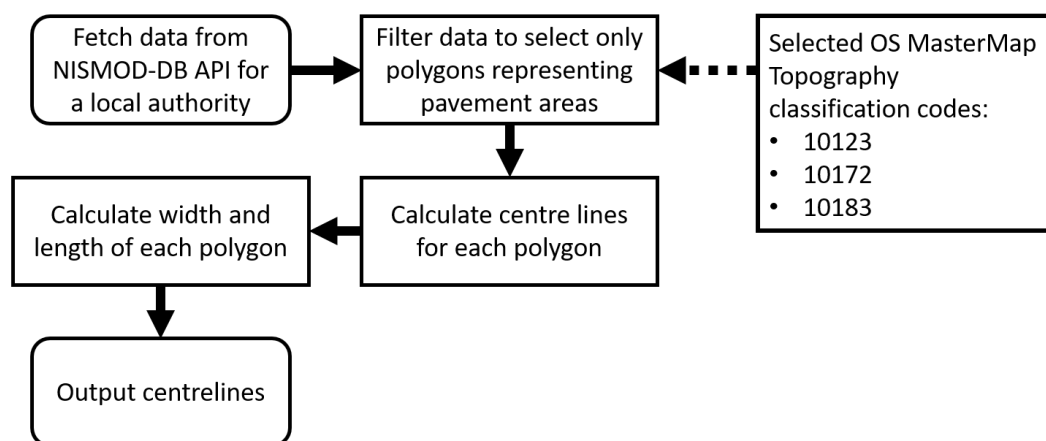 Fetch data from
NISMOD-DB API for
a local authority
Filter data to select only
polygons representing
pavement areas
Selected OS MasterMap
Topography
classification codes:
• 10123
• 10172
• 10183
Calculate width and
length of each polygon
Calculate centre lines
for each polygon
Output centrelines